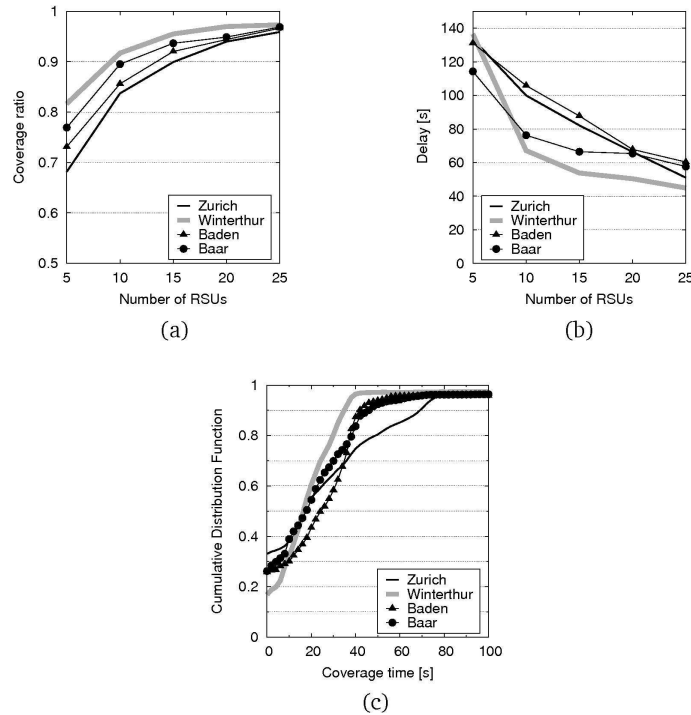 1
0.9
0.8
0.7
0.6
0.5
5 10 15 20 25
Coverage ratio
Number of RSUs
Zurich
Winterthur
Baden
Baar
(a)
140
120
100
80
60
40
20
0
5 10 15 20 25
Delay [s]
Number of RSUs
Zurich
Winterthur
Baden
Baar
(b)
1
0.8
0.6
0.4
0.2
0
0 20 40 60 80 100
Cumulative Distribution Function
Coverage time [s]
Zurich
Winterthur
Baden
Baar
(c)